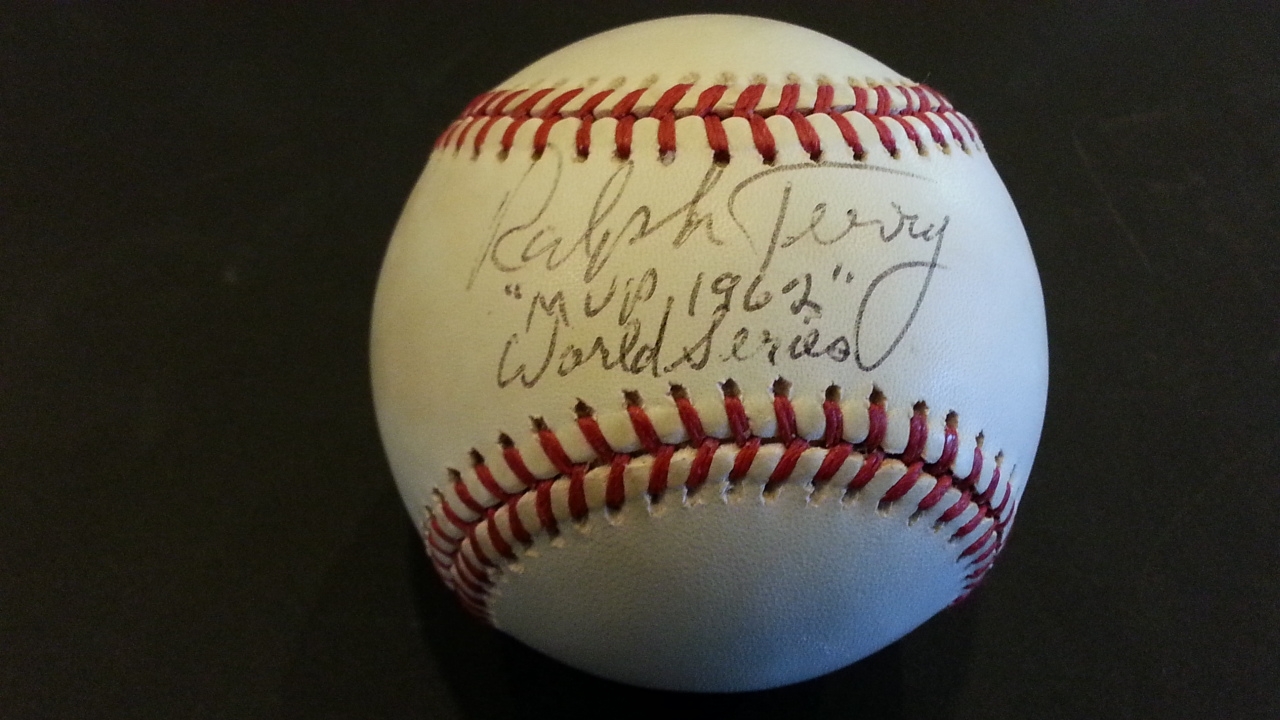 Ralph Terry
"MVP, 1962"
World Series